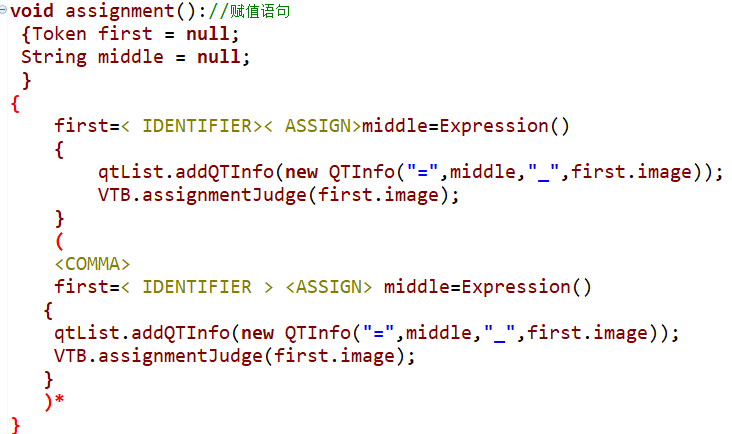 void assignment()://赋值语句
{Token first = null;
String middle = null;
}
{
first=< IDENTIFIER>< ASSIGN>middle=Expression()
{
qtList.addQTInfo(new QTInfo("=",middle,"_",first.image));
VTB.assignmentJudge(first.image);
}
(
<COMMA>
first=< IDENTIFIER > <ASSIGN> middle=Expression()
{
qtList.addQTInfo(new QTInfo("=",middle,"_",first.image));
VTB.assignmentJudge(first.image);
}
)*
}